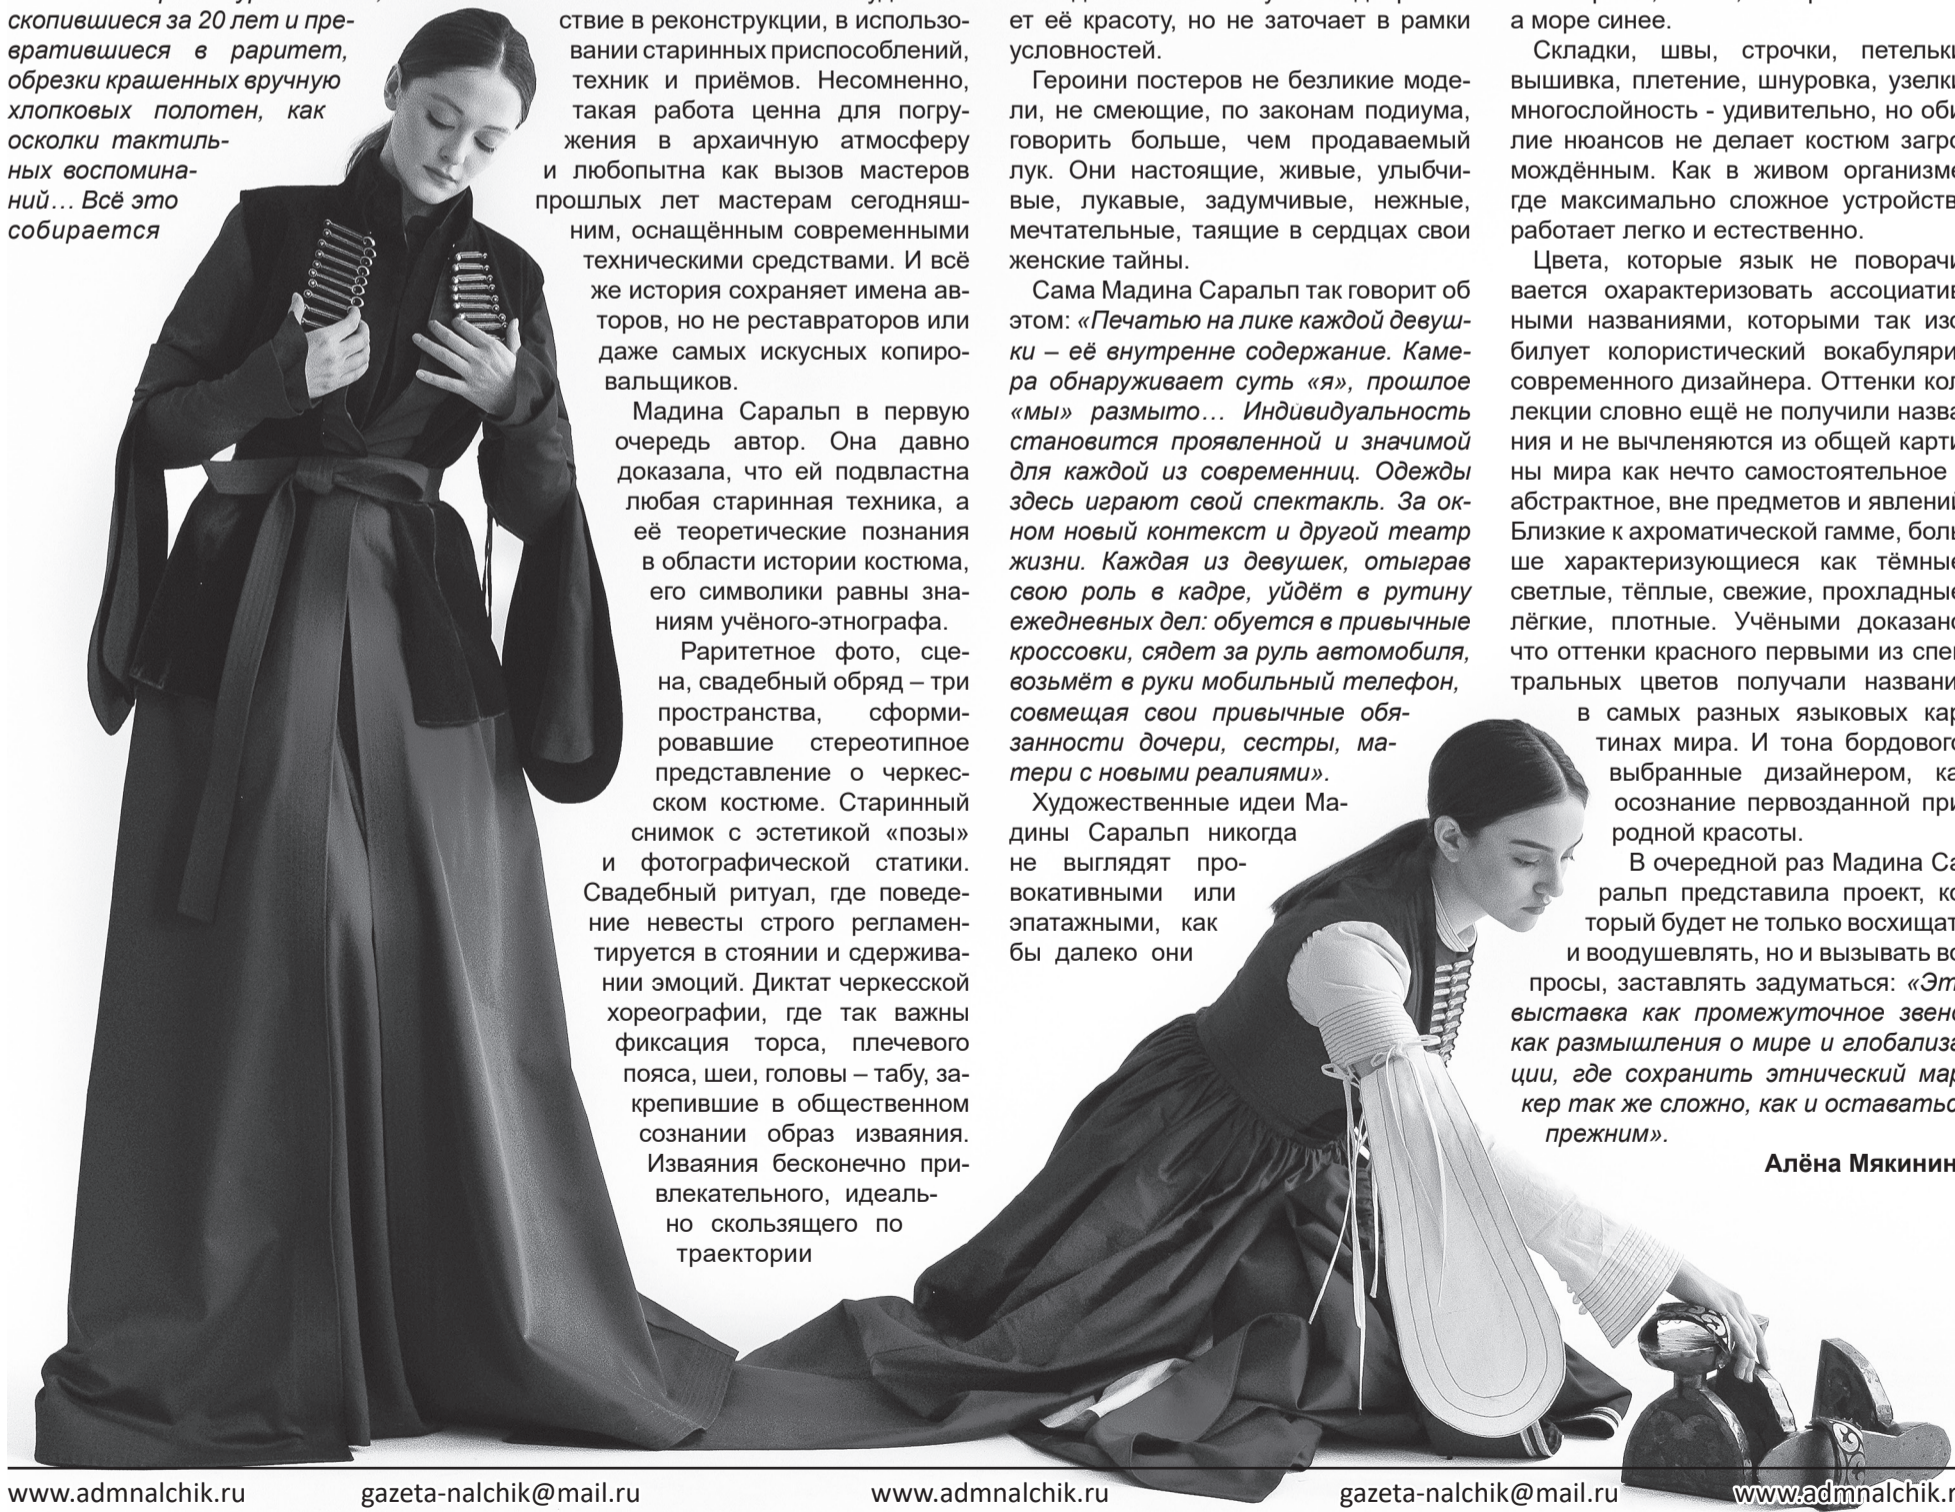 скопившиеся за 20 лет и пре-
вратившиеся в раритет,
обрезки крашенных вручную
хлопковых полотен, как
осколки тактиль-
ных воспомина-
ний… Всё это
собирается
ствие в реконструкции, в использо-
вании старинных приспособлений,
техник и приёмов. Несомненно,
такая работа ценна для погру-
жения в архаичную атмосферу
и любопытна как вызов мастеров
прошлых лет мастерам сегодняш-
ним, оснащённым современными
техническими средствами. И всё
же история сохраняет имена ав-
торов, но не реставраторов или
даже самых искусных копиро-
вальщиков.
Мадина Саральп в первую
очередь автор. Она давно
доказала, что ей подвластна
любая старинная техника, а
её теоретические познания
в области истории костюма,
его символики равны зна-
ниям учёного-этнографа.
Раритетное фото, сце-
на, свадебный обряд – три
пространства, сформи-
ровавшие стереотипное
представление о черкес-
ском костюме. Старинный
снимок с эстетикой «позы»
и фотографической статики.
Свадебный ритуал, где поведе-
ние невесты строго регламен-
тируется в стоянии и сдержива-
нии эмоций. Диктат черкесской
хореографии, где так важны
фиксация торса, плечевого
пояса, шеи, головы – табу, за-
крепившие в общественном
сознании образ изваяния.
Изваяния бесконечно при-
влекательного, идеаль-
но скользящего по
траектории
ет её красоту, но не заточает в рамки
условностей.
Героини постеров не безликие моде-
ли, не смеющие, по законам подиума,
говорить больше, чем продаваемый
лук. Они настоящие, живые, улыбчи-
вые, лукавые, задумчивые, нежные,
мечтательные, таящие в сердцах свои
женские тайны.
Сама Мадина Саральп так говорит об
этом: «Печатью на лике каждой девуш-
ки – её внутренне содержание. Каме-
ра обнаруживает суть «я», прошлое
«мы» размыто… Индивидуальность
становится проявленной и значимой
для каждой из современниц. Одежды
здесь играют свой спектакль. За ок-
ном новый контекст и другой театр
жизни. Каждая из девушек, отыграв
свою роль в кадре, уйдёт в рутину
ежедневных дел: обуется в привычные
кроссовки, сядет за руль автомобиля,
возьмёт в руки мобильный телефон,
совмещая свои привычные обя-
занности дочери, сестры, ма-
тери с новыми реалиями».
Художественные идеи Ма-
дины Саральп никогда
не выглядят про-
вокативными или
эпатажными, как
бы далеко они
а море синее.
Складки, швы, строчки, петельк
вышивка, плетение, шнуровка, узелк
многослойность - удивительно, но оби
лие нюансов не делает костюм загро
мождённым. Как в живом организме
где максимально сложное устройств
работает легко и естественно.
Цвета, которые язык не поворачи
вается охарактеризовать ассоциатив
ными названиями, которыми так изо
билует колористический вокабуляри
современного дизайнера. Оттенки кол
лекции словно ещё не получили назва
ния и не вычленяются из общей карти
ны мира как нечто самостоятельное
абстрактное, вне предметов и явлений
Близкие к ахроматической гамме, боль
ше характеризующиеся как тёмные
светлые, тёплые, свежие, прохладные
лёгкие, плотные. Учёными доказано
что оттенки красного первыми из спек
тральных цветов получали названи
в самых разных языковых кар
тинах мира. И тона бордового
выбранные дизайнером, ка
осознание первозданной при
родной красоты.
В очередной раз Мадина Са
ральп представила проект, ко
торый будет не только восхищат
и воодушевлять, но и вызывать во
просы, заставлять задуматься: «Эт
выставка как промежуточное звено
как размышления о мире и глобализа
ции, где сохранить этнический мар
кер так же сложно, как и оставатьс
прежним».
Алёна Мякинин
www.admnalchik.ru gazeta-nalchik@mail.ru www.admnalchik.ru gazeta-nalchik@mail.ru www.admnalchik.r